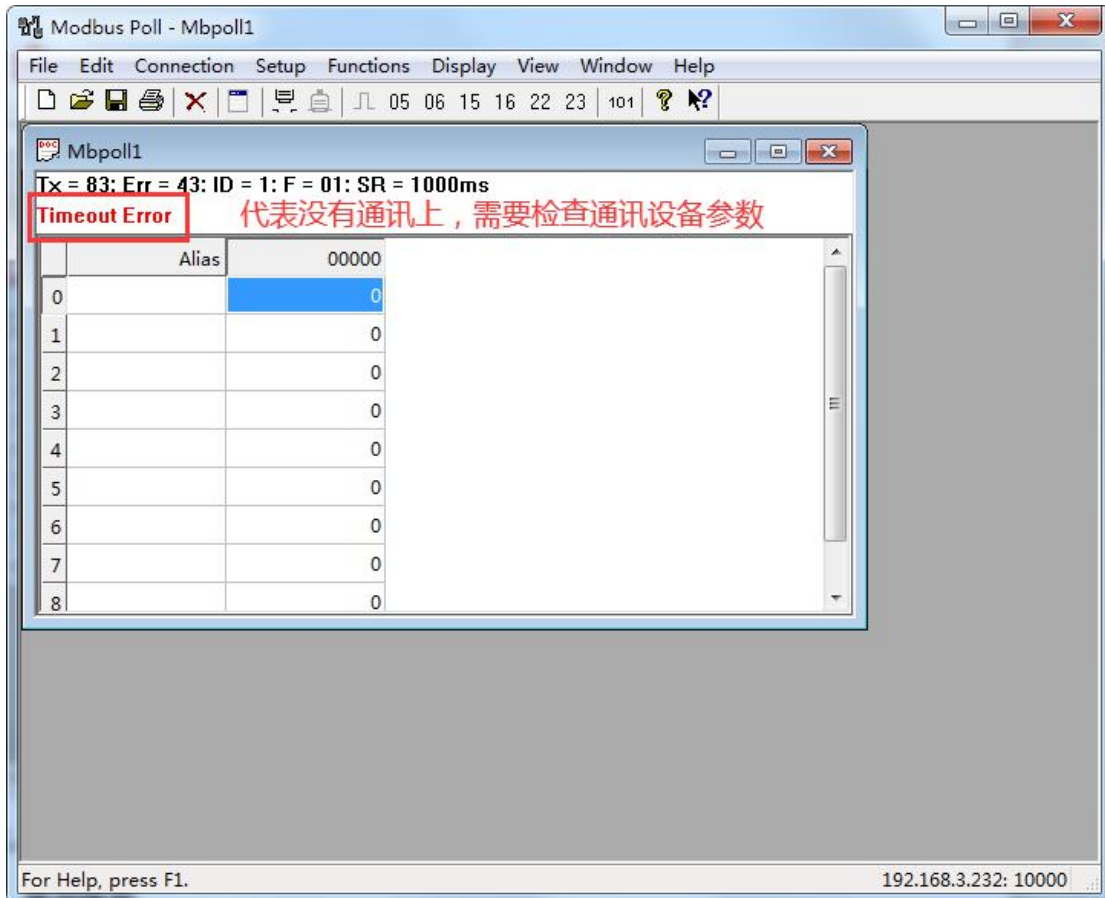 Modbus Poll - Mbpoll1
File Edit Connection Setup Functions Display View Window Help
05 06 15 16 22 23 101
Mbpoll1
Tx = 83: Err = 43: ID = 1: F = 01: SR = 1000ms
Timeout Error 代表没有通讯上，需要检查通讯设备参数
Alias 00000
0 0
1 0
2 0
3 0
4 0
5 0
6 0
7 0
8 0
For Help, press F1. 192.168.3.232: 10000